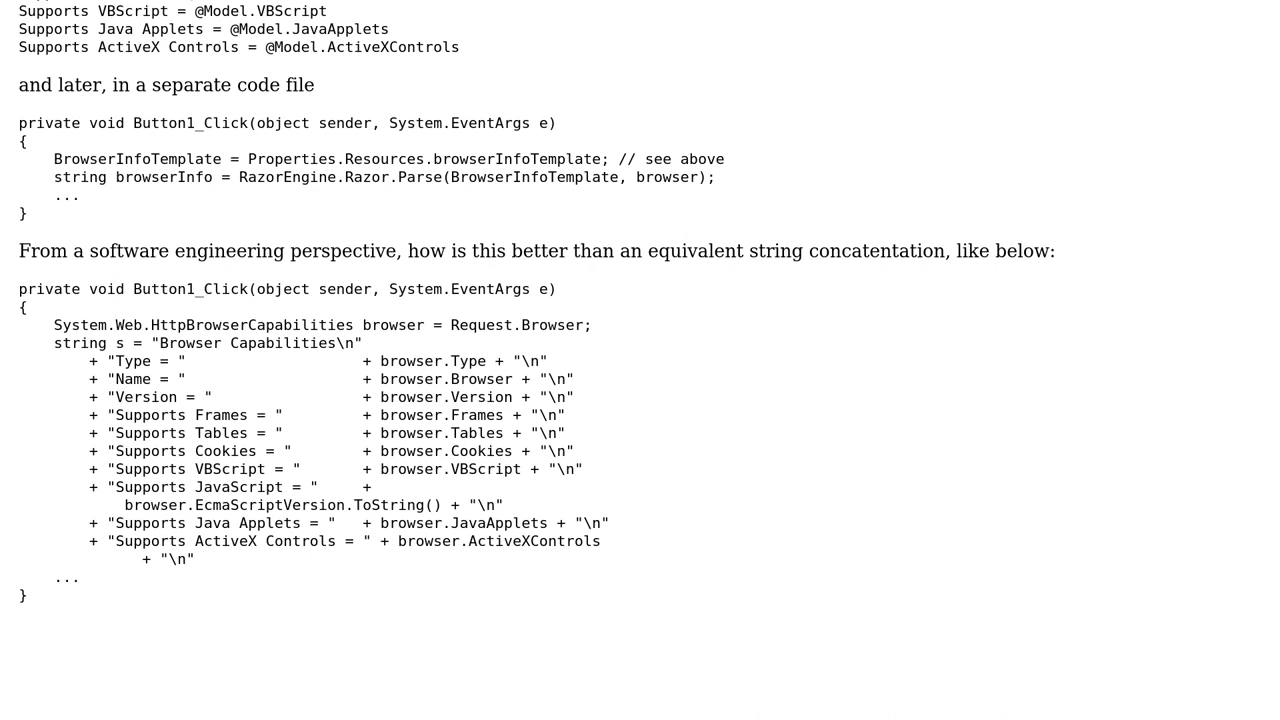 Supports VBScript = @Model.VBScript
Supports Java Applets = @Model.JavaApplets
Supports ActiveX Controls = @Model.ActiveXControls
and later, in a separate code file
private void Button1_Click(object sender, System.EventArgs e)
{
    BrowserInfoTemplate = Properties.Resources.browserInfoTemplate; // see above
    string browserInfo = RazorEngine.Razor.Parse(BrowserInfoTemplate, browser);
    ...
}
From a software engineering perspective, how is this better than an equivalent string concatentation, like below:
private void Button1_Click(object sender, System.EventArgs e)
{
    System.Web.HttpBrowserCapabilities browser = Request.Browser;
    string s = "Browser Capabilities\n"
        + "Type = "                    + browser.Type + "\n"
        + "Name = "                    + browser.Browser + "\n"
        + "Version = "                 + browser.Version + "\n"
        + "Supports Frames = "         + browser.Frames + "\n"
        + "Supports Tables = "         + browser.Tables + "\n"
        + "Supports Cookies = "        + browser.Cookies + "\n"
        + "Supports VBScript = "       + browser.VBScript + "\n"
        + "Supports JavaScript = "     +
            browser.EcmaScriptVersion.ToString() + "\n"
        + "Supports Java Applets = "   + browser.JavaApplets + "\n"
        + "Supports ActiveX Controls = " + browser.ActiveXControls
              + "\n"
    ...
}